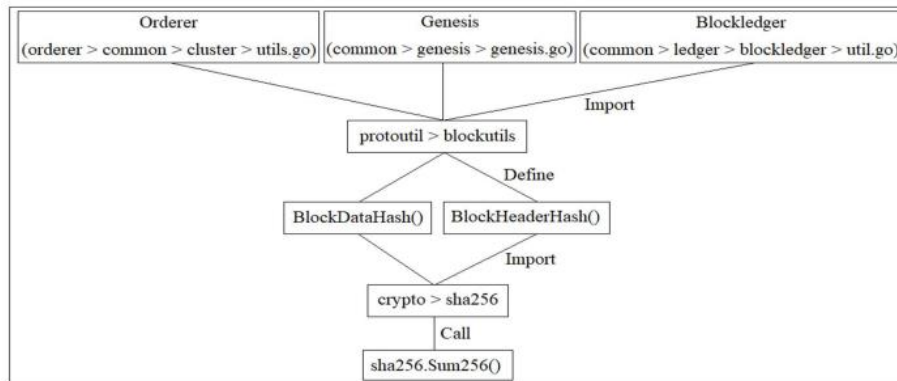 Orderer
(orderer > common > cluster > utils.go)
Genesis
(common > genesis > genesis.go)
Blockledger
(common > ledger > blockledger > util.go)
Import
protoutil > blockutils
Define
BlockDataHash()
BlockHeaderHash()
Import
crypto > sha256
Call
sha256.Sum256()